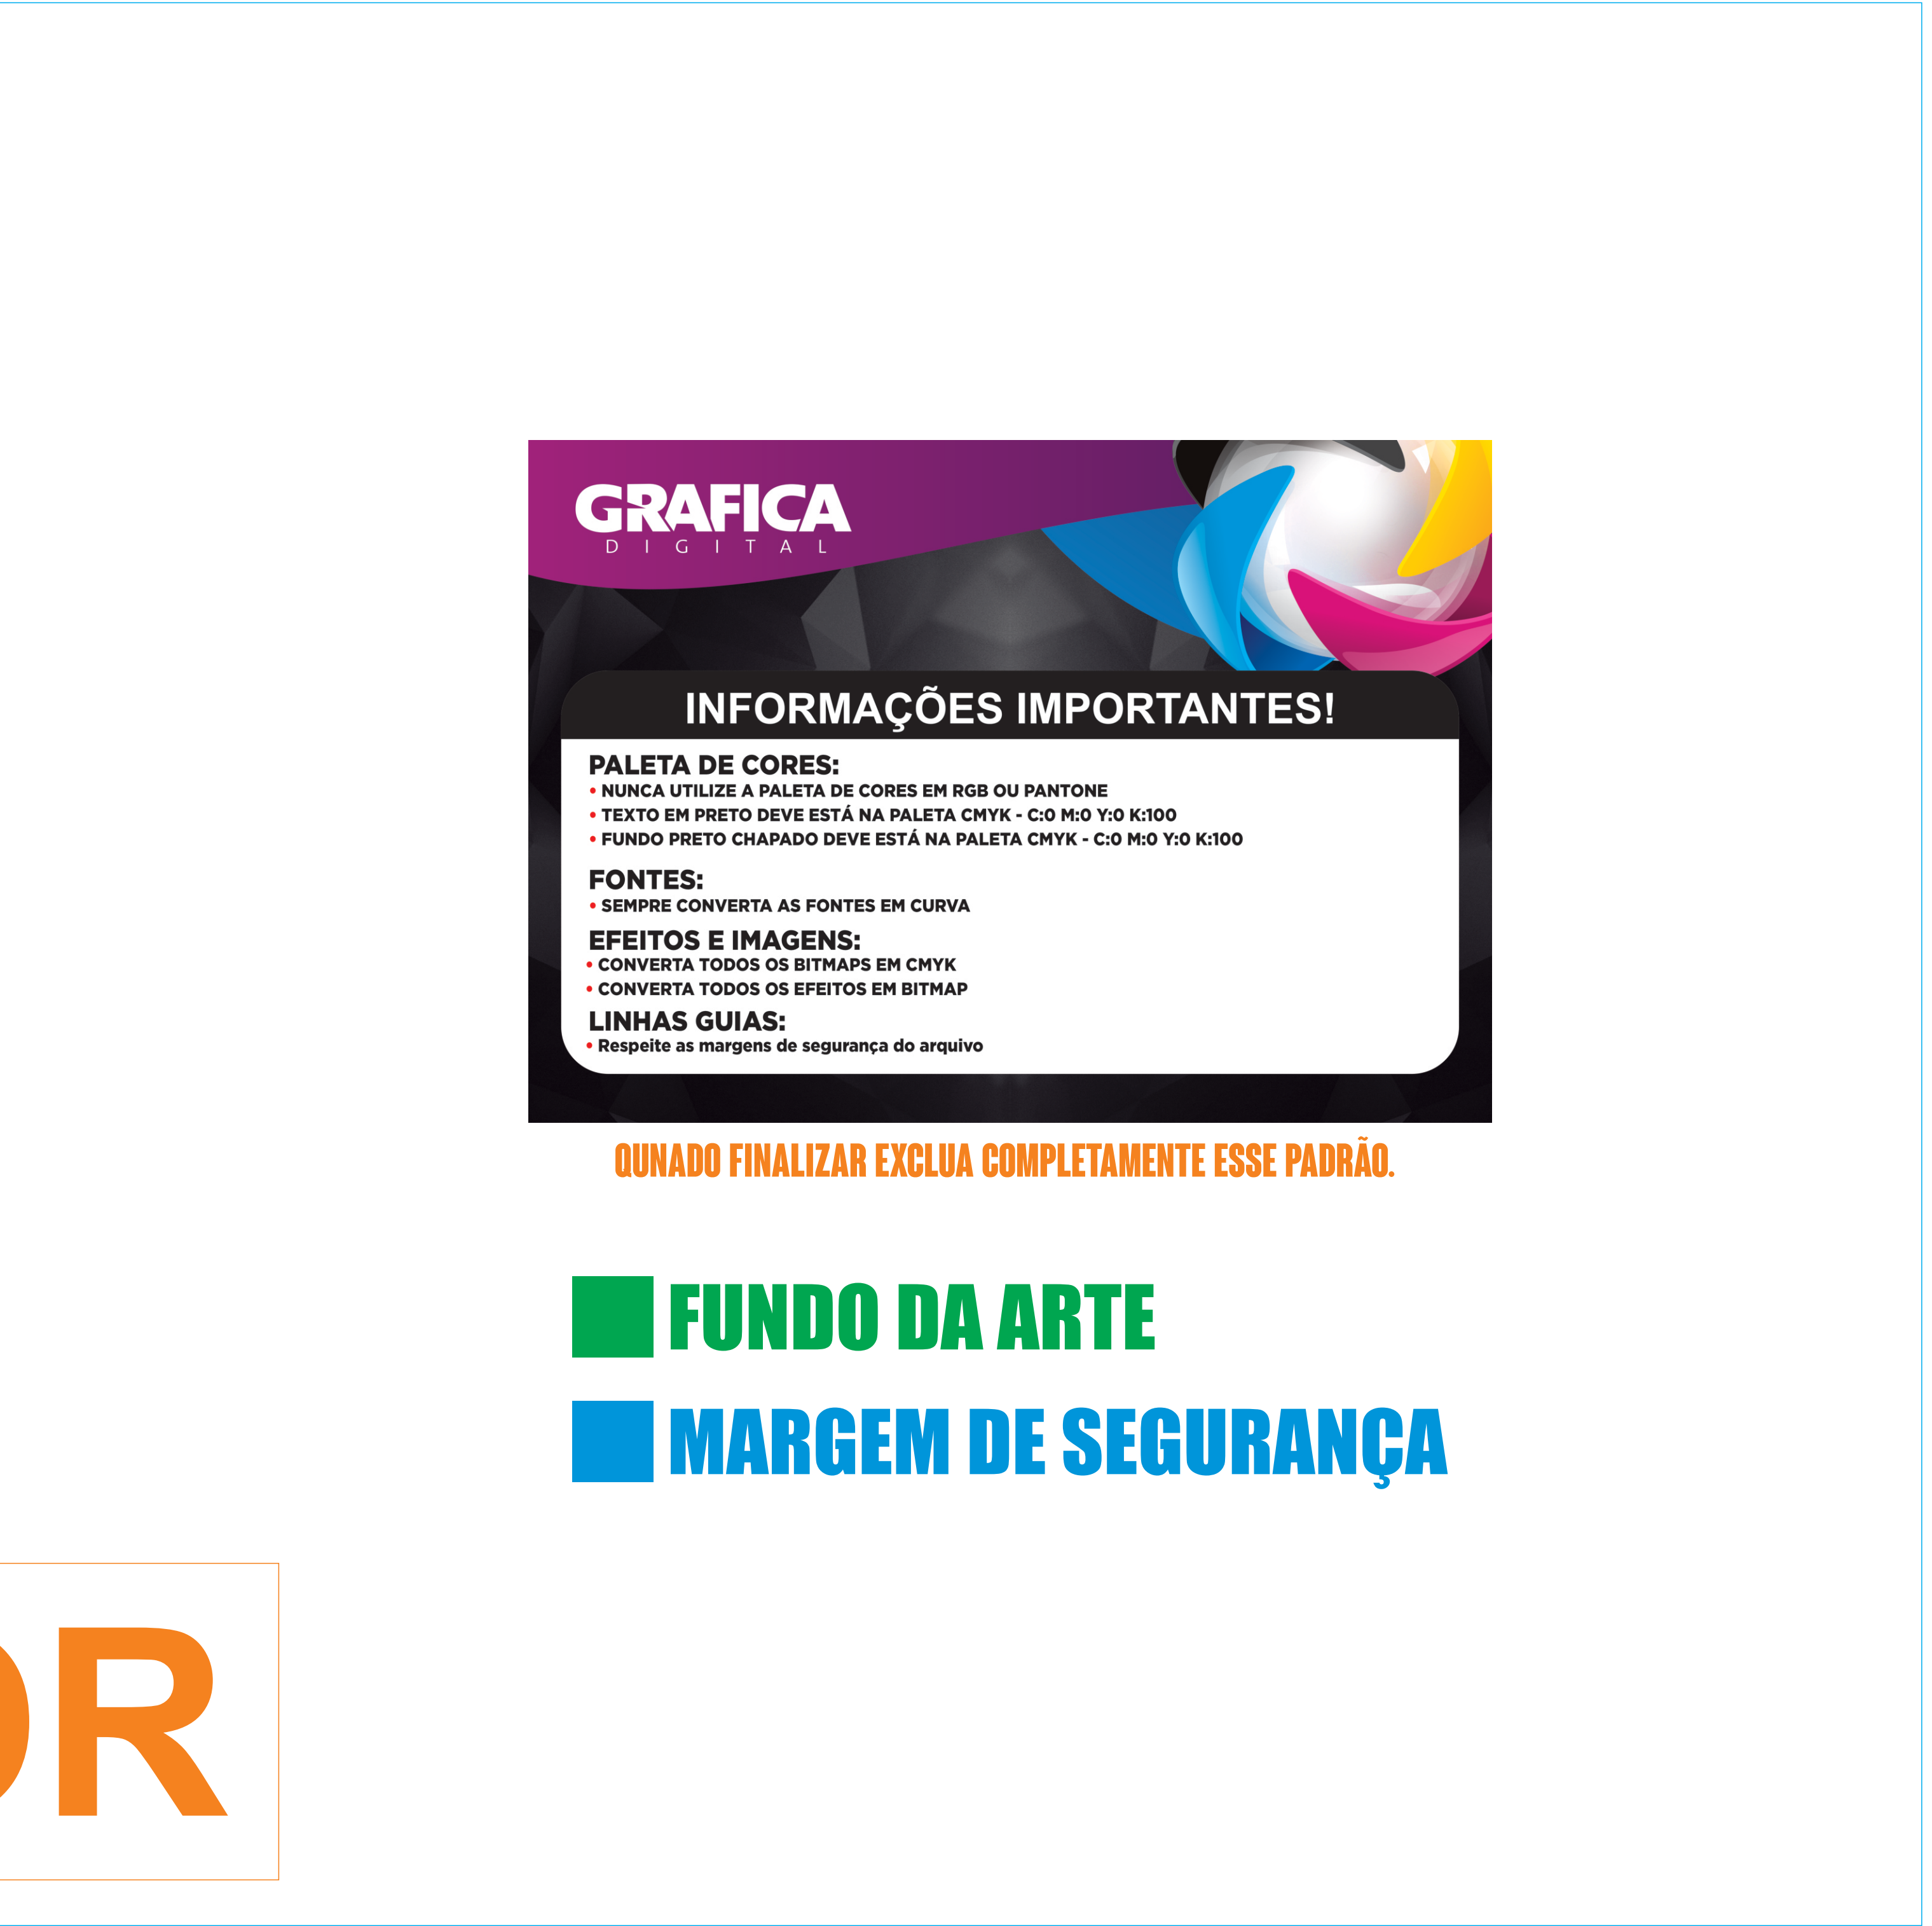 GRAFICA
DIGITAL
INFORMAÇÕES IMPORTANTES!
PALETA DE CORES:
• NUNCA UTILIZE A PALETA DE CORES EM RGB OU PANTONE
• TEXTO EM PRETO DEVE ESTÁ NA PALETA CMYK - C:0 M:0 Y:0 K:100
• FUNDO PRETO CHAPADO DEVE ESTÁ NA PALETA CMYK - C:0 M:0 Y:0 K:100
FONTES:
• SEMPRE CONVERTA AS FONTES EM CURVA
EFEITOS E IMAGENS:
• CONVERTA TODOS OS BITMAPS EM CMYK
• CONVERTA TODOS OS EFEITOS EM BITMAP
LINHAS GUIAS:
• Respeite as margens de segurança do arquivo
QUNADO FINALIZAR EXCLUA COMPLETAMENTE ESSE PADRÃO.
FUNDO DA ARTE
MARGEM DE SEGURANÇA